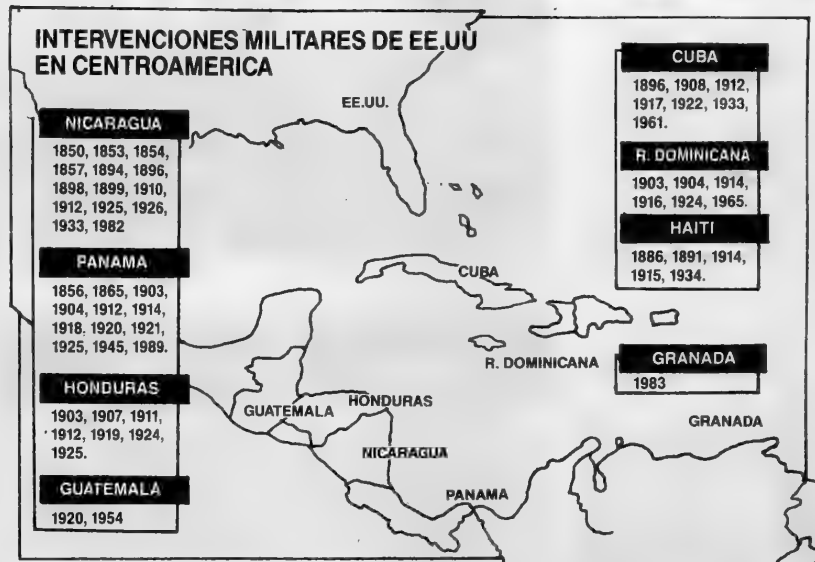 INTERVENCIONES MILITARES DE EE.UU
EN CENTROAMERICA
NICARAGUA
1850, 1853, 1854,
1857, 1894, 1896,
1898, 1899, 1910,
1912, 1925, 1926,
1933, 1982
PANAMA
1856, 1865, 1903,
1904, 1912, 1914,
1918, 1920, 1921,
1925, 1945, 1989.
HONDURAS
1903, 1907, 1911,
1912, 1919, 1924,
1925.
GUATEMALA
1920, 1954
EE.UU.
CUBA
R. DOMINICANA
GUATEMALA
HONDURAS
NICARAGUA
PANAMA
GRANADA
CUBA
1896, 1908, 1912,
1917, 1922, 1933,
1961.
R. DOMINICANA
1903, 1904, 1914,
1916, 1924, 1965.
HAITI
1886, 1891, 1914,
1915, 1934.
GRANADA
1983